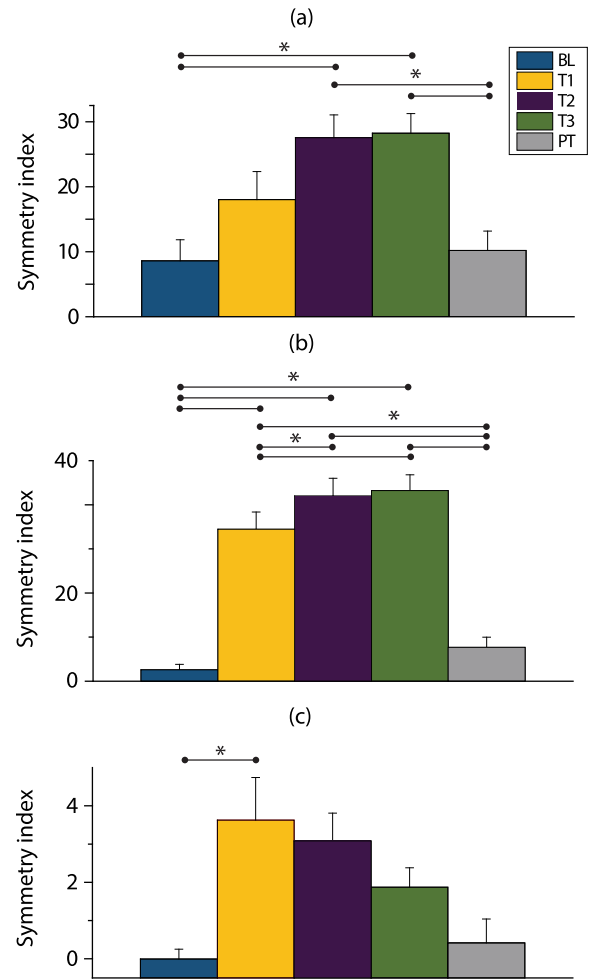 (a)
*
*
BL
T1
T2
T3
PT
30
20
10
0
Symmetry index
(b)
*
*
*
40
20
0
Symmetry index
(c)
*
4
2
0
Symmetry index